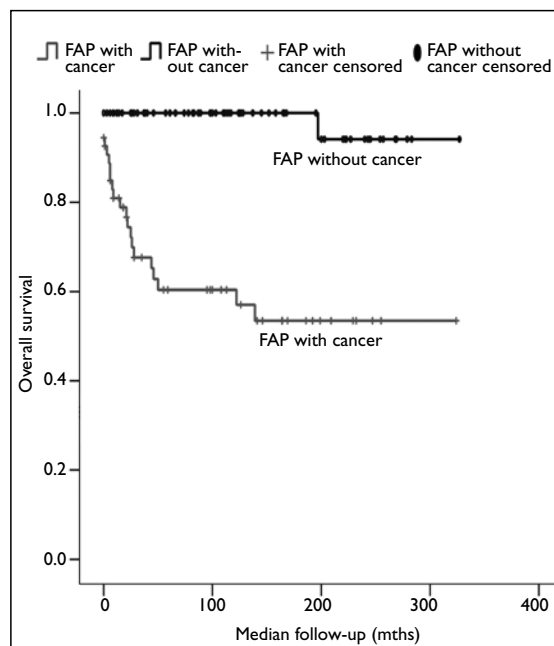 FAP with cancer
FAP with-out cancer
FAP with cancer censored
FAP without cancer censored
1.0
FAP without cancer
0.8
0.6
FAP with cancer
0.4
0.2
0.0
Overall survival
0 100 200 300 400
Median follow-up (mths)